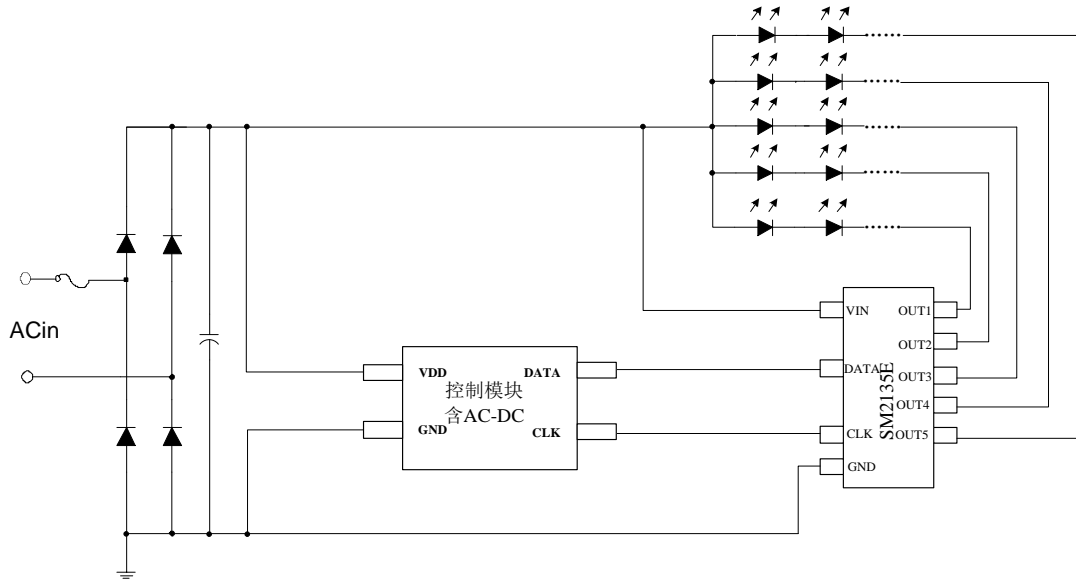 ACin
VDD
DATA
控制模块
含AC-DC
GND
CLK
VIN
OUT1
OUT2
DATA
OUT3
SM2135E
OUT4
CLK
OUT5
GND